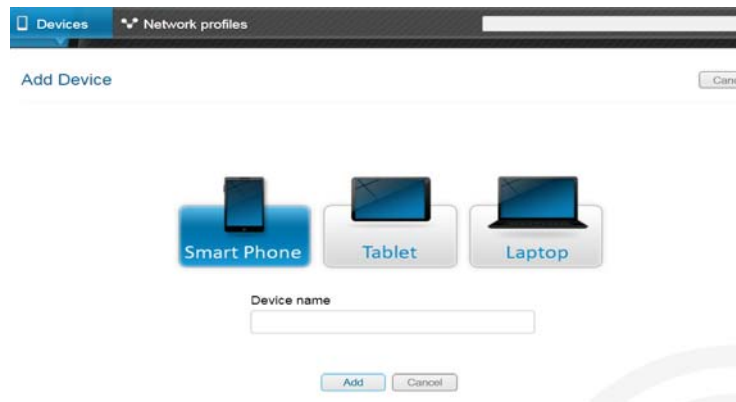 Devices Network profiles
Add Device
Smart Phone Tablet Laptop
Device name
Add Cancel